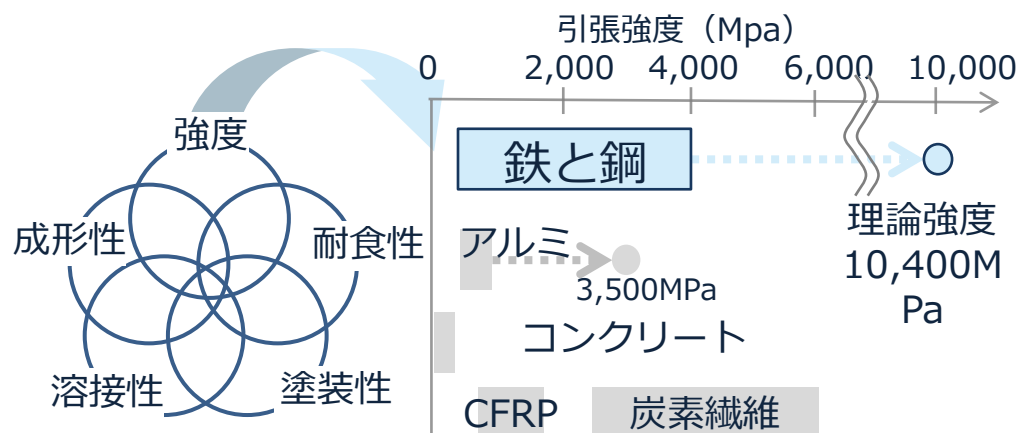 引張強度（Mpa）
0
2,000
4,000
6,000
10,000
強度
成形性
耐食性
溶接性
塗装性
鉄と鋼
理論強度
10,400M
Pa
アルミ
3,500MPa
コンクリート
CFRP
炭素繊維